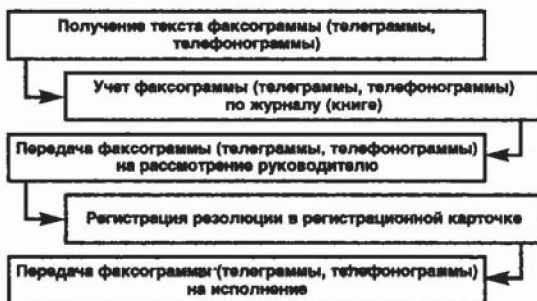 Получение текста факсограммы (телеграммы,
телефонограммы)
Учет факсограммы (телеграммы, телефонограммы)
по журналу (книге)
Передача факсограммы (телеграммы, телефонограммы)
на рассмотрение руководителю
Регистрация резолюции в регистрационной карточке
Передача факсограммы (телеграммы, телефонограммы)
на исполнение